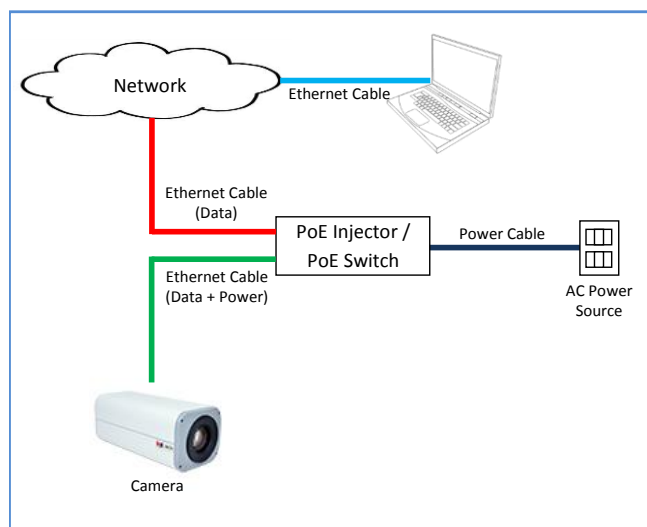 Network
Ethernet Cable
Ethernet Cable
(Data)
PoE Injector /
PoE Switch
Power Cable
Ethernet Cable
(Data + Power)
AC Power
Source
Camera